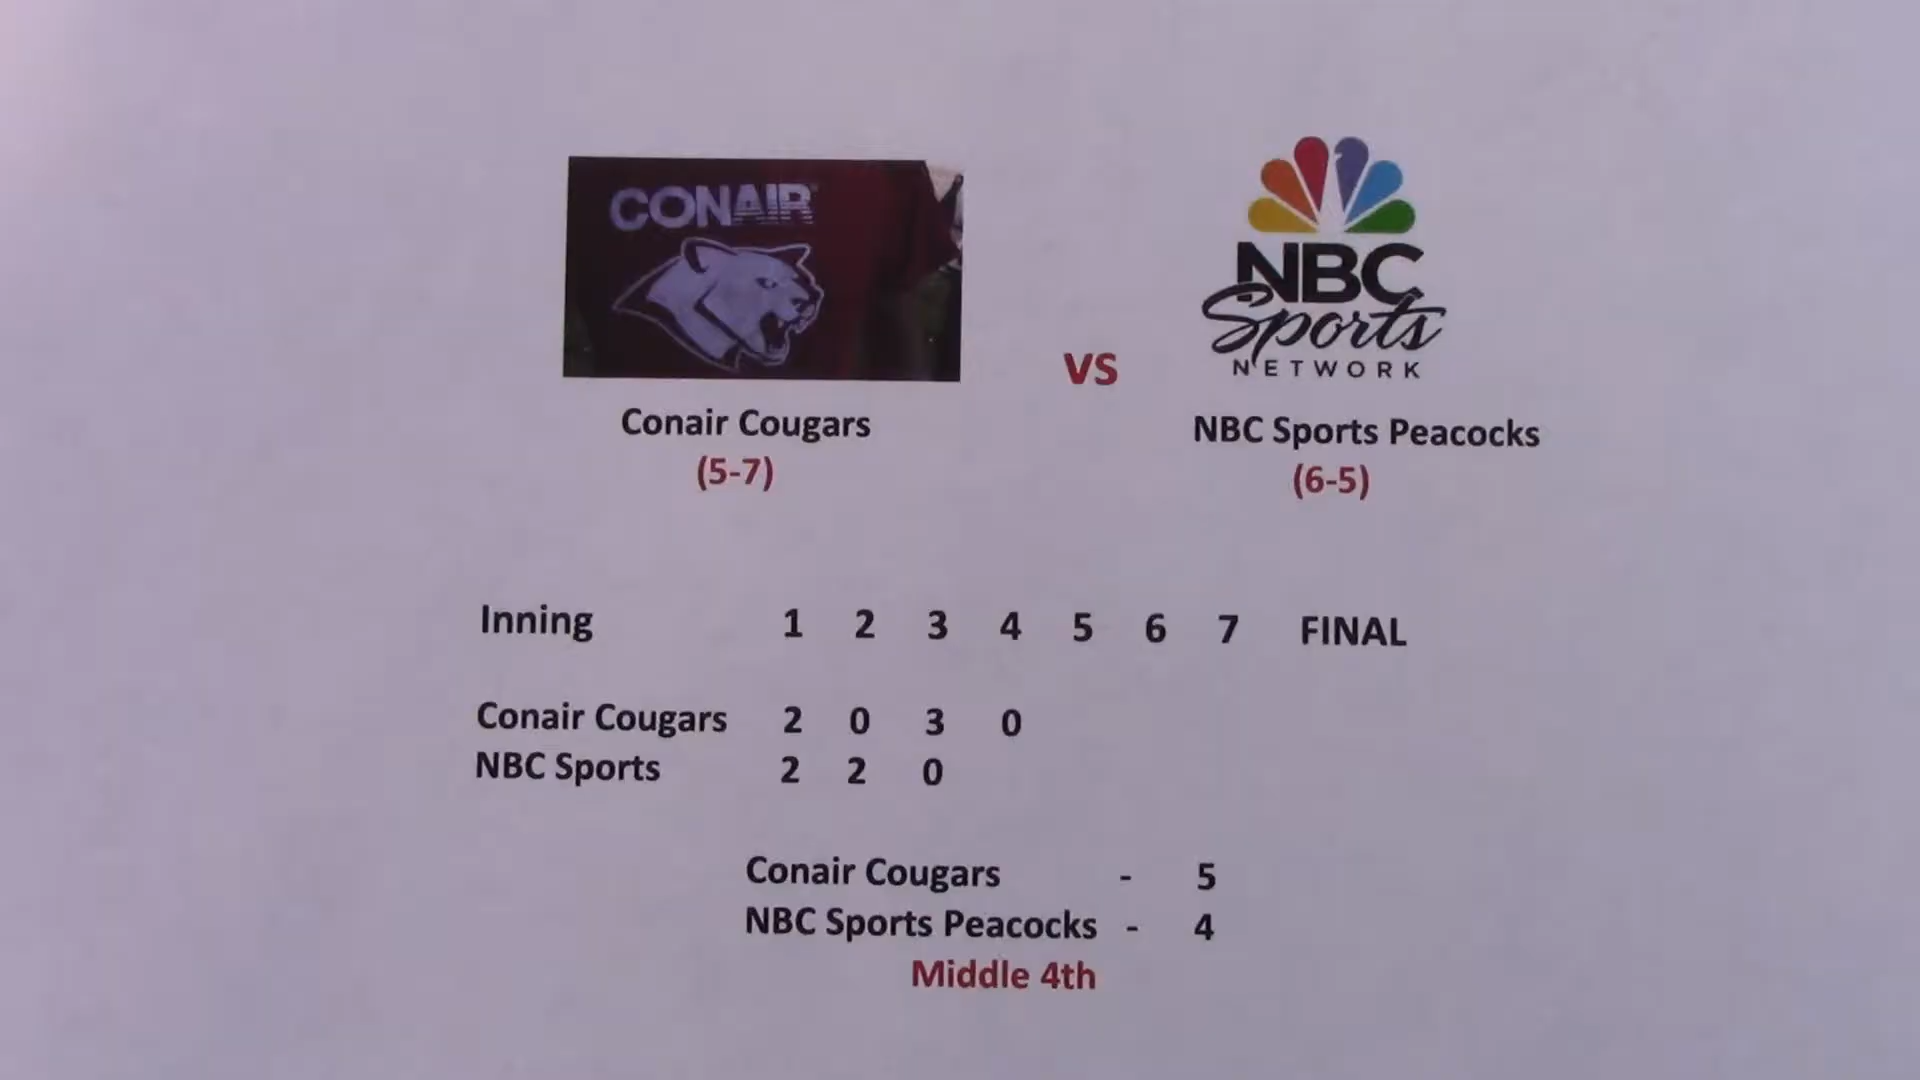 CONAIR
NBC
Sports
NETWORK
VS
Conair Cougars
(5-7)
NBC Sports Peacocks
(6-5)
Inning 1 2 3 4 5 6 7 FINAL
Conair Cougars 2 0 3 0
NBC Sports 2 2 0
Conair Cougars - 5
NBC Sports Peacocks - 4
Middle 4th